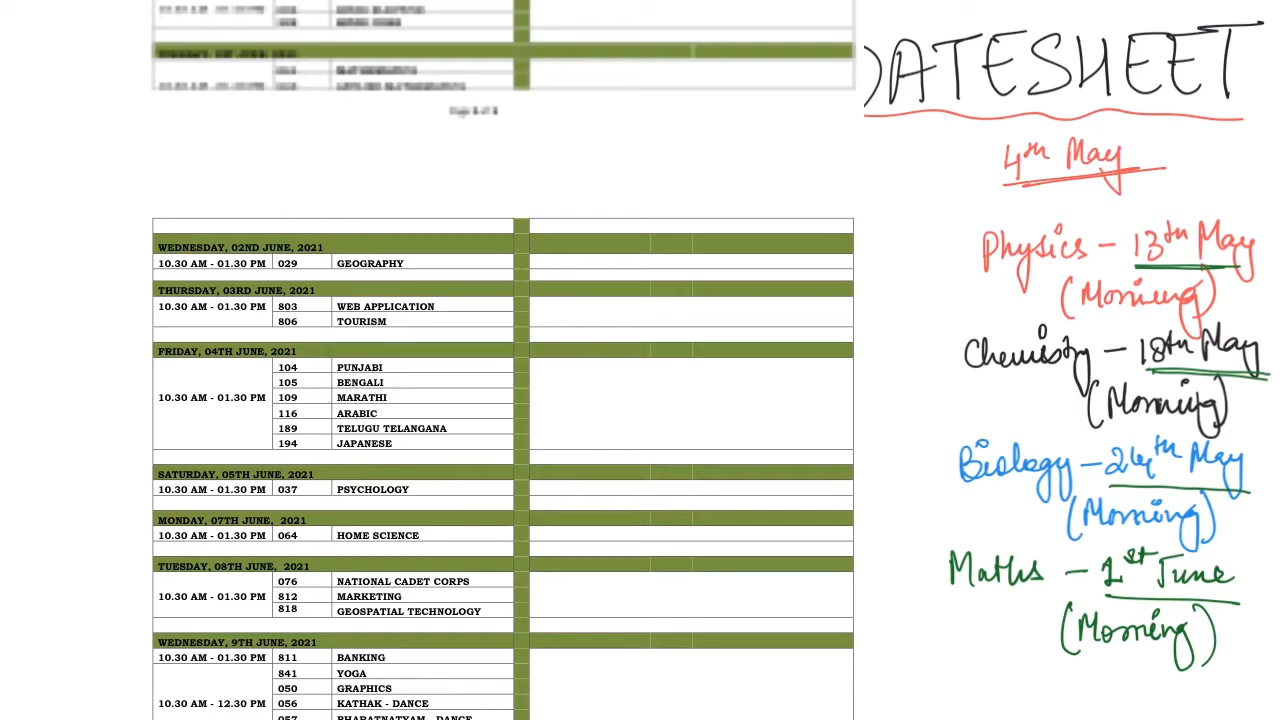 WEDNESDAY, 02ND JUNE, 2021
10.30 AM - 01.30 PM 029 GEOGRAPHY
THURSDAY, 03RD JUNE, 2021
10.30 AM - 01.30 PM 803 WEB APPLICATION
806 TOURISM
FRIDAY, 04TH JUNE, 2021
104 PUNJABI
105 BENGALI
10.30 AM - 01.30 PM 109 MARATHI
116 ARABIC
189 TELUGU TELANGANA
194 JAPANESE
SATURDAY, 05TH JUNE, 2021
10.30 AM - 01.30 PM 037 PSYCHOLOGY
MONDAY, 07TH JUNE, 2021
10.30 AM - 01.30 PM 064 HOME SCIENCE
TUESDAY, 08TH JUNE, 2021
076 NATIONAL CADET CORPS
10.30 AM - 01.30 PM 812 MARKETING
818 GEOSPATIAL TECHNOLOGY
WEDNESDAY, 9TH JUNE, 2021
10.30 AM - 01.30 PM 811 BANKING
841 YOGA
050 GRAPHICS
10.30 AM - 12.30 PM 056 KATHAK - DANCE
057 BHARATNATYAM - DANCE
DATESHEET
4th May
Physics - 13th May
(Morning)
Chemistry - 18th May
(Morning)
Biology - 24th May
(Morning)
Maths - 1st June
(Morning)